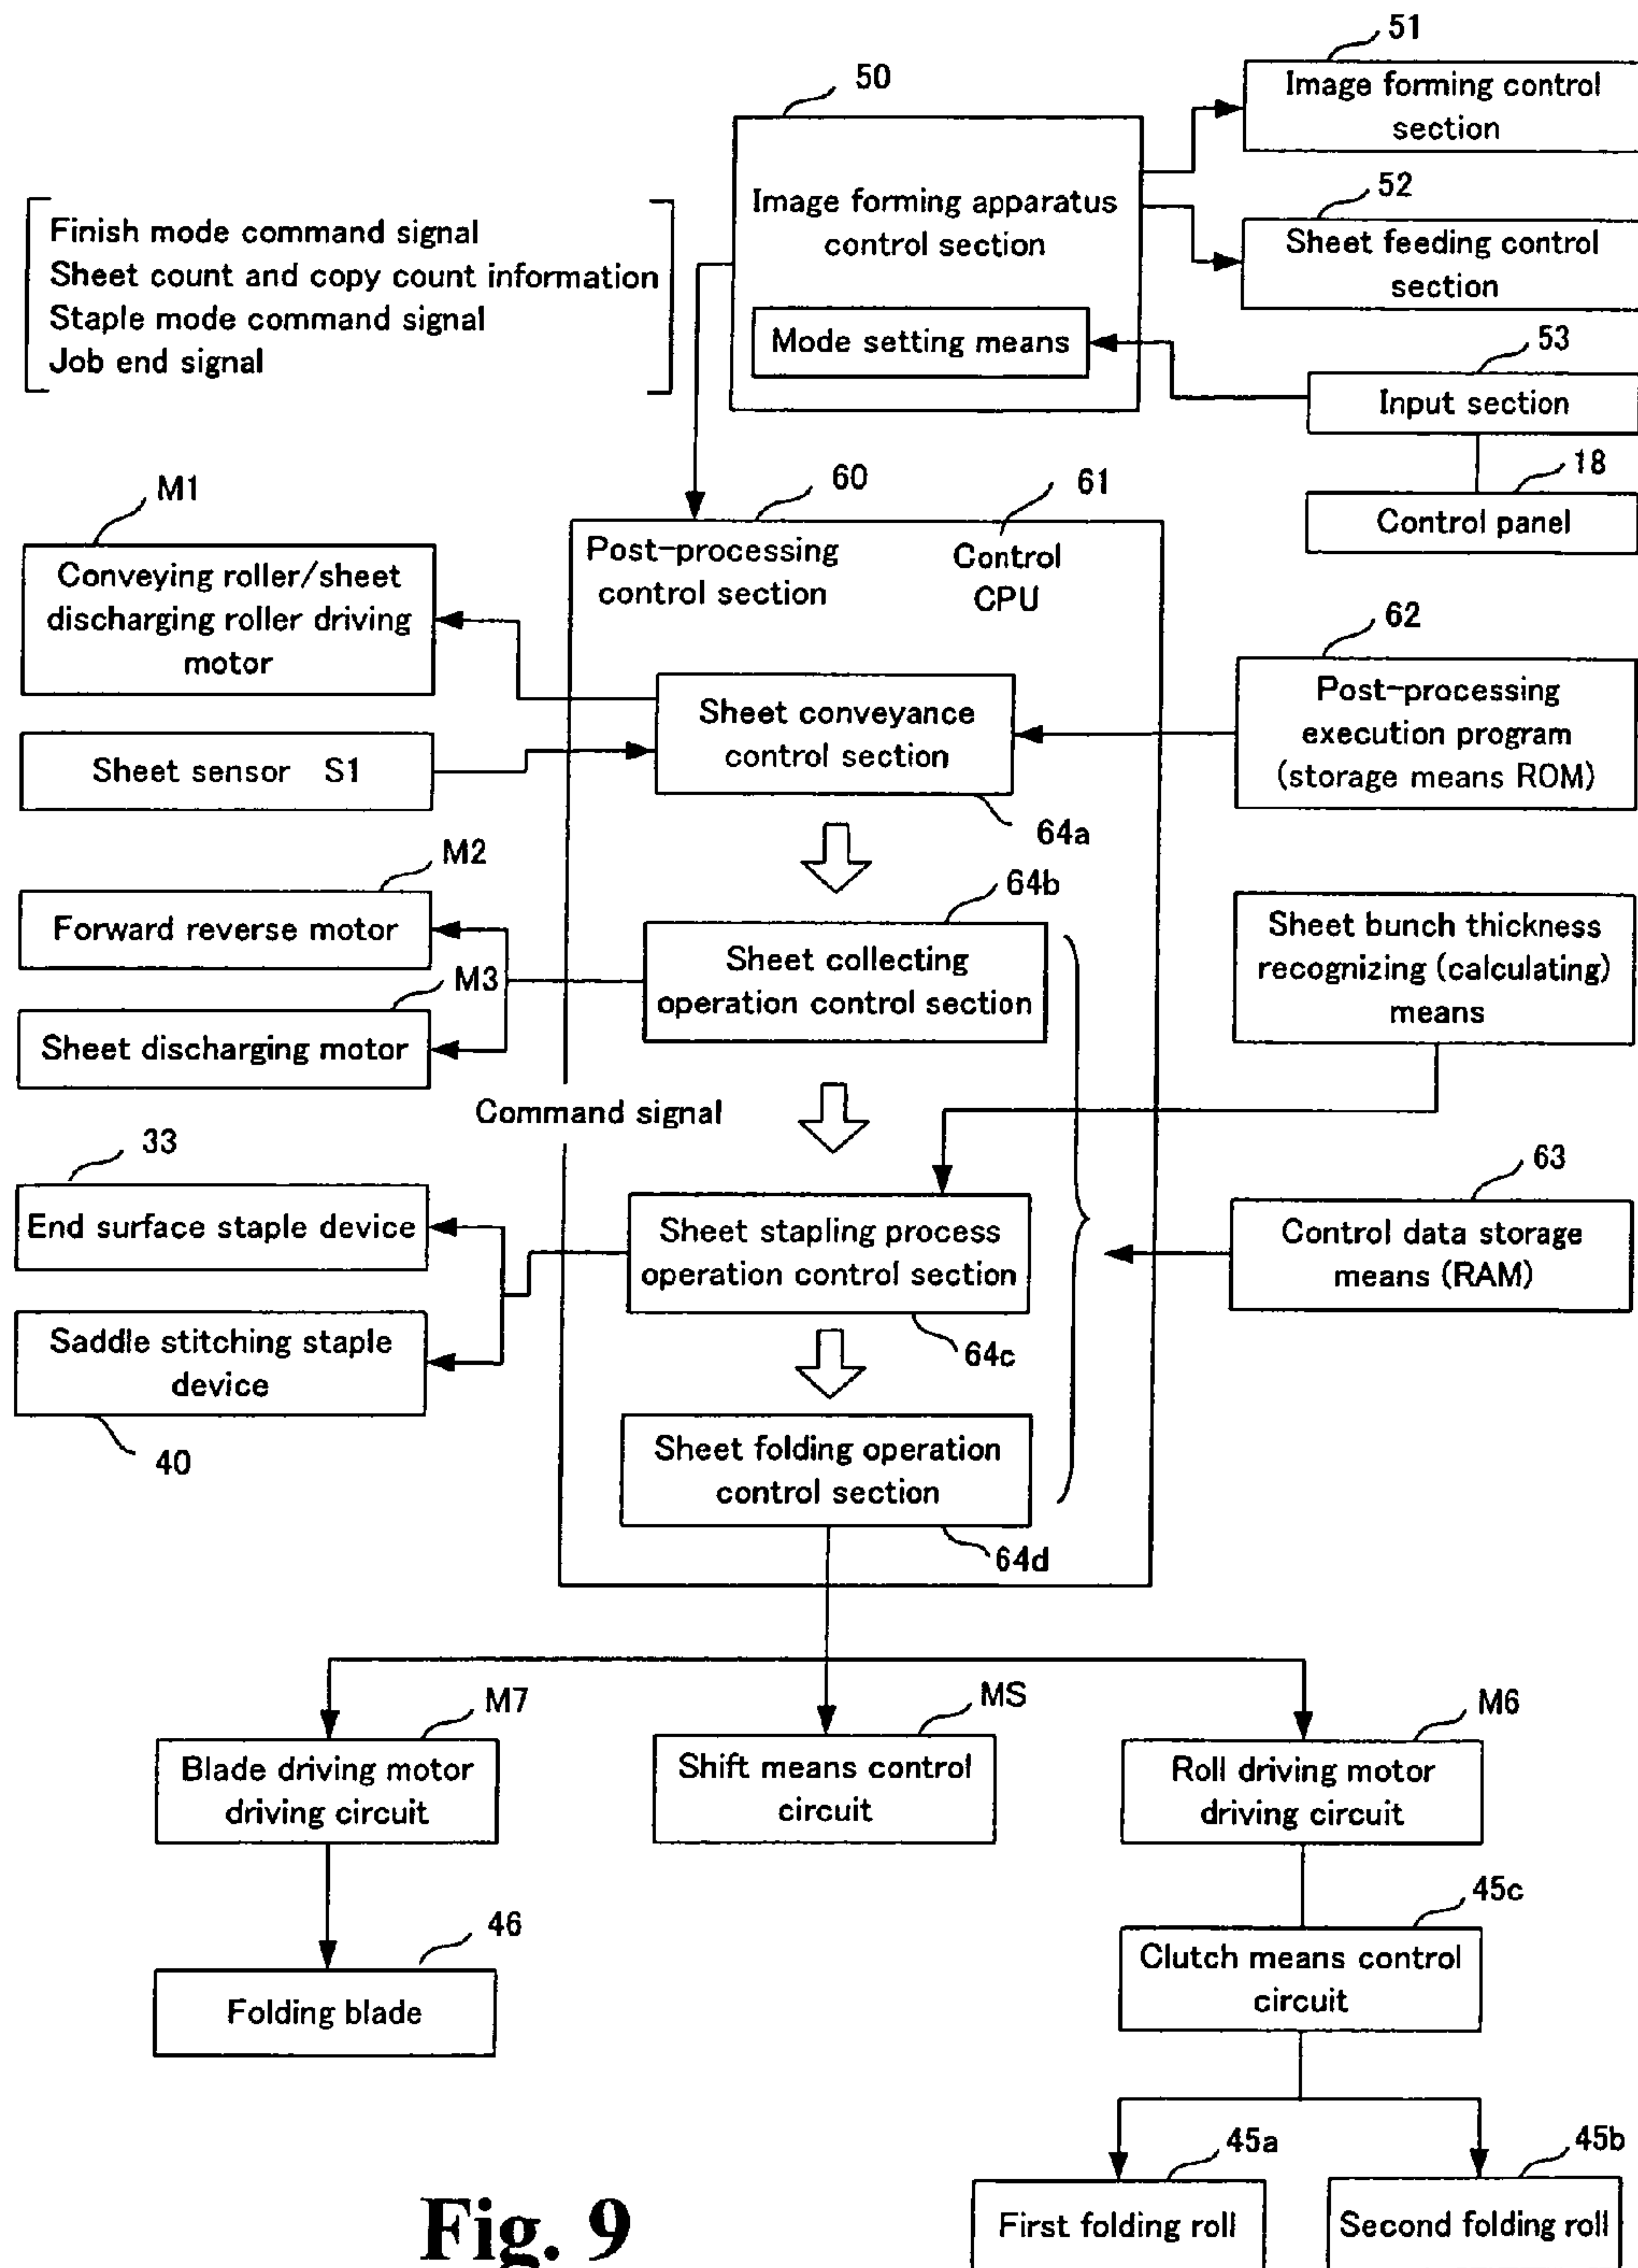 51
Image forming control
section
50
52
Sheet feeding control
section
Image forming apparatus
control section
Mode setting means
Finish mode command signal
Sheet count and copy count information
Staple mode command signal
Job end signal
53
Input section
18
Control panel
60
61
Post-processing
control section
Control
CPU
M1
Conveying roller/sheet
discharging roller driving
motor
Sheet sensor S1
Sheet conveyance
control section
64a
62
Post-processing
execution program
(storage means ROM)
M2
Forward reverse motor
M3
Sheet discharging motor
64b
Sheet collecting
operation control section
Sheet bunch thickness
recognizing (calculating)
means
Command signal
33
End surface staple device
Saddle stitching staple
device
40
Sheet stapling process
operation control section
64c
63
Control data storage
means (RAM)
Sheet folding operation
control section
64d
M7
Blade driving motor
driving circuit
MS
Shift means control
circuit
M6
Roll driving motor
driving circuit
46
Folding blade
45c
Clutch means control
circuit
45a
First folding roll
45b
Second folding roll
Fig. 9